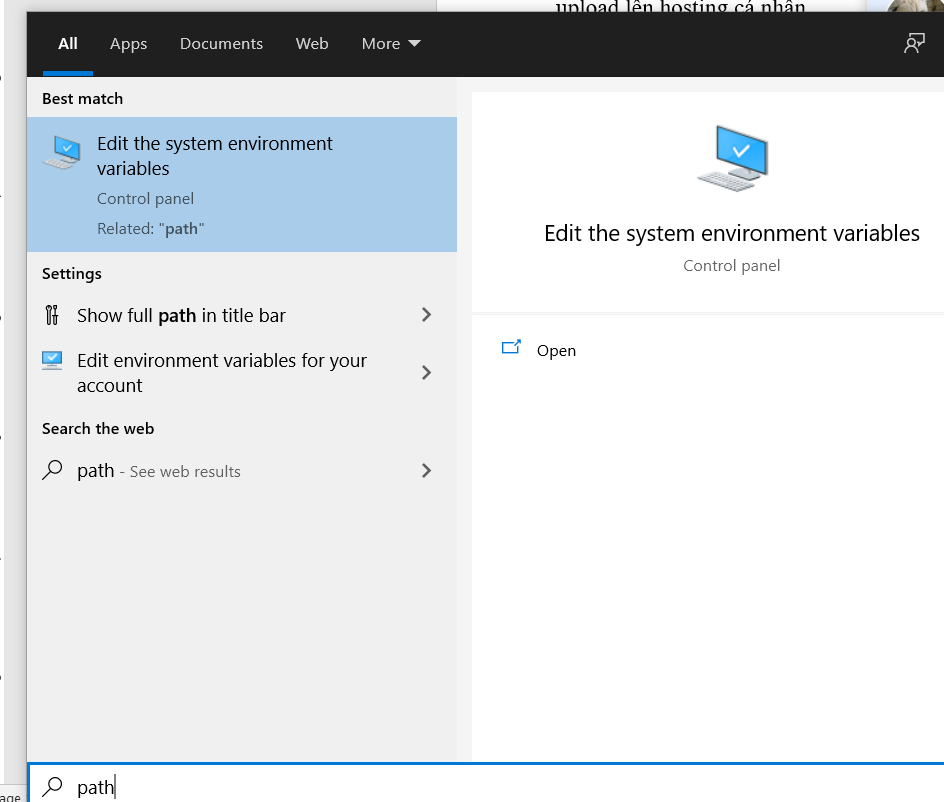 upload lên hosting cá nhân
All Apps Documents Web More
Best match
Edit the system environment
variables
Control panel
Related: "path"
Settings
Show full path in title bar
Edit environment variables for your
account
Search the web
path - See web results
Edit the system environment variables
Control panel
Open
path
age